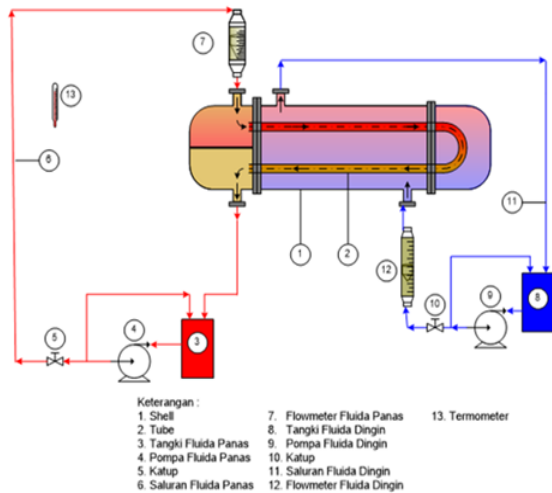 7
13
6
11
1
2
12
10
9
8
5
4
3
Keterangan :
1. Shell
2. Tube
3. Tangki Fluida Panas
4. Pompa Fluida Panas
5. Katup
6. Saluran Fluida Panas
7. Flowmeter Fluida Panas
8. Tangki Fluida Dingin
9. Pompa Fluida Dingin
10. Katup
11. Saluran Fluida Dingin
12. Flowmeter Fluida Dingin
13. Termometer